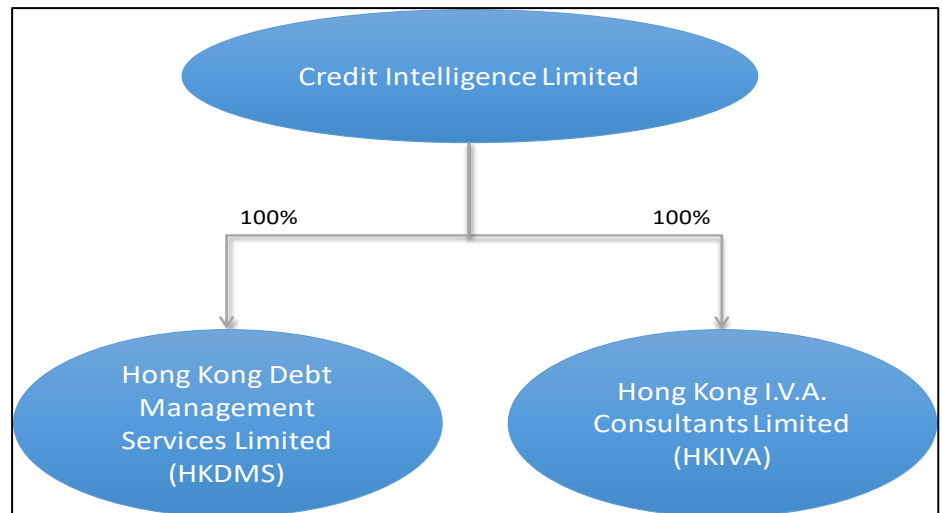 Credit Intelligence Limited
100%
100%
Hong Kong Debt
Management
Services Limited
(HKDMS)
Hong Kong I.V.A.
Consultants Limited
(HKIVA)